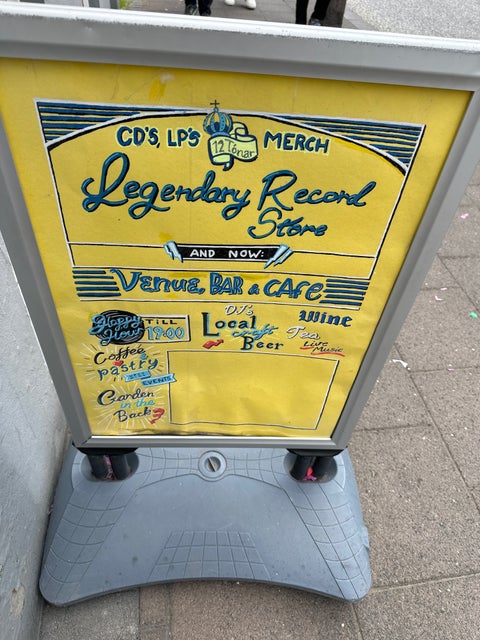 CD'S, LP'S 12 Tónar MERCH
Legendary Record
Store
AND NOW:
VENUE, BAR & CAFE
Happy
Hour
TILL
19:00
DJ's
Local
craft
Beer
Wine
Tea
Live
Music
Coffee &
pastry
FREE
EVENTS
Garden
in the
Back